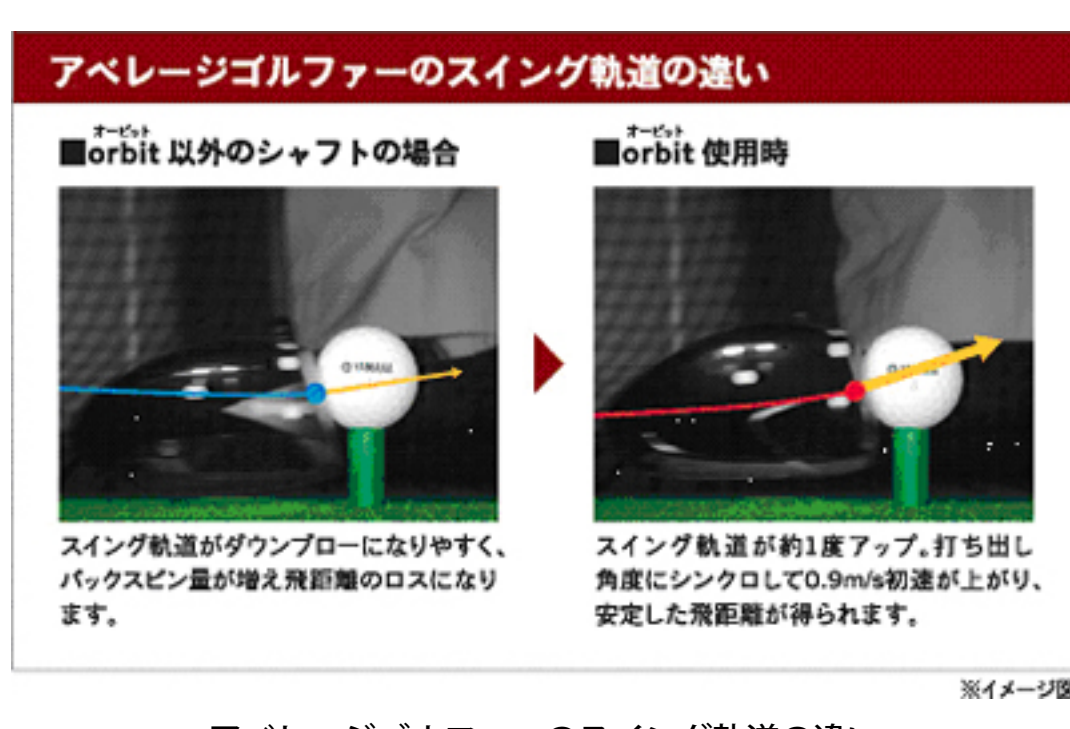 アベレージゴルファーのスイング軌道の違い
オービット
■orbit 以外のシャフトの場合
スイング軌道がダウンブローになりやすく、
バックスピン量が増え飛距離のロスになり
ます。
オービット
■orbit 使用時
スイング軌道が約1度アップ。打ち出し
角度にシンクロして0.9m/s初速が上がり、
安定した飛距離が得られます。
※イメージ図